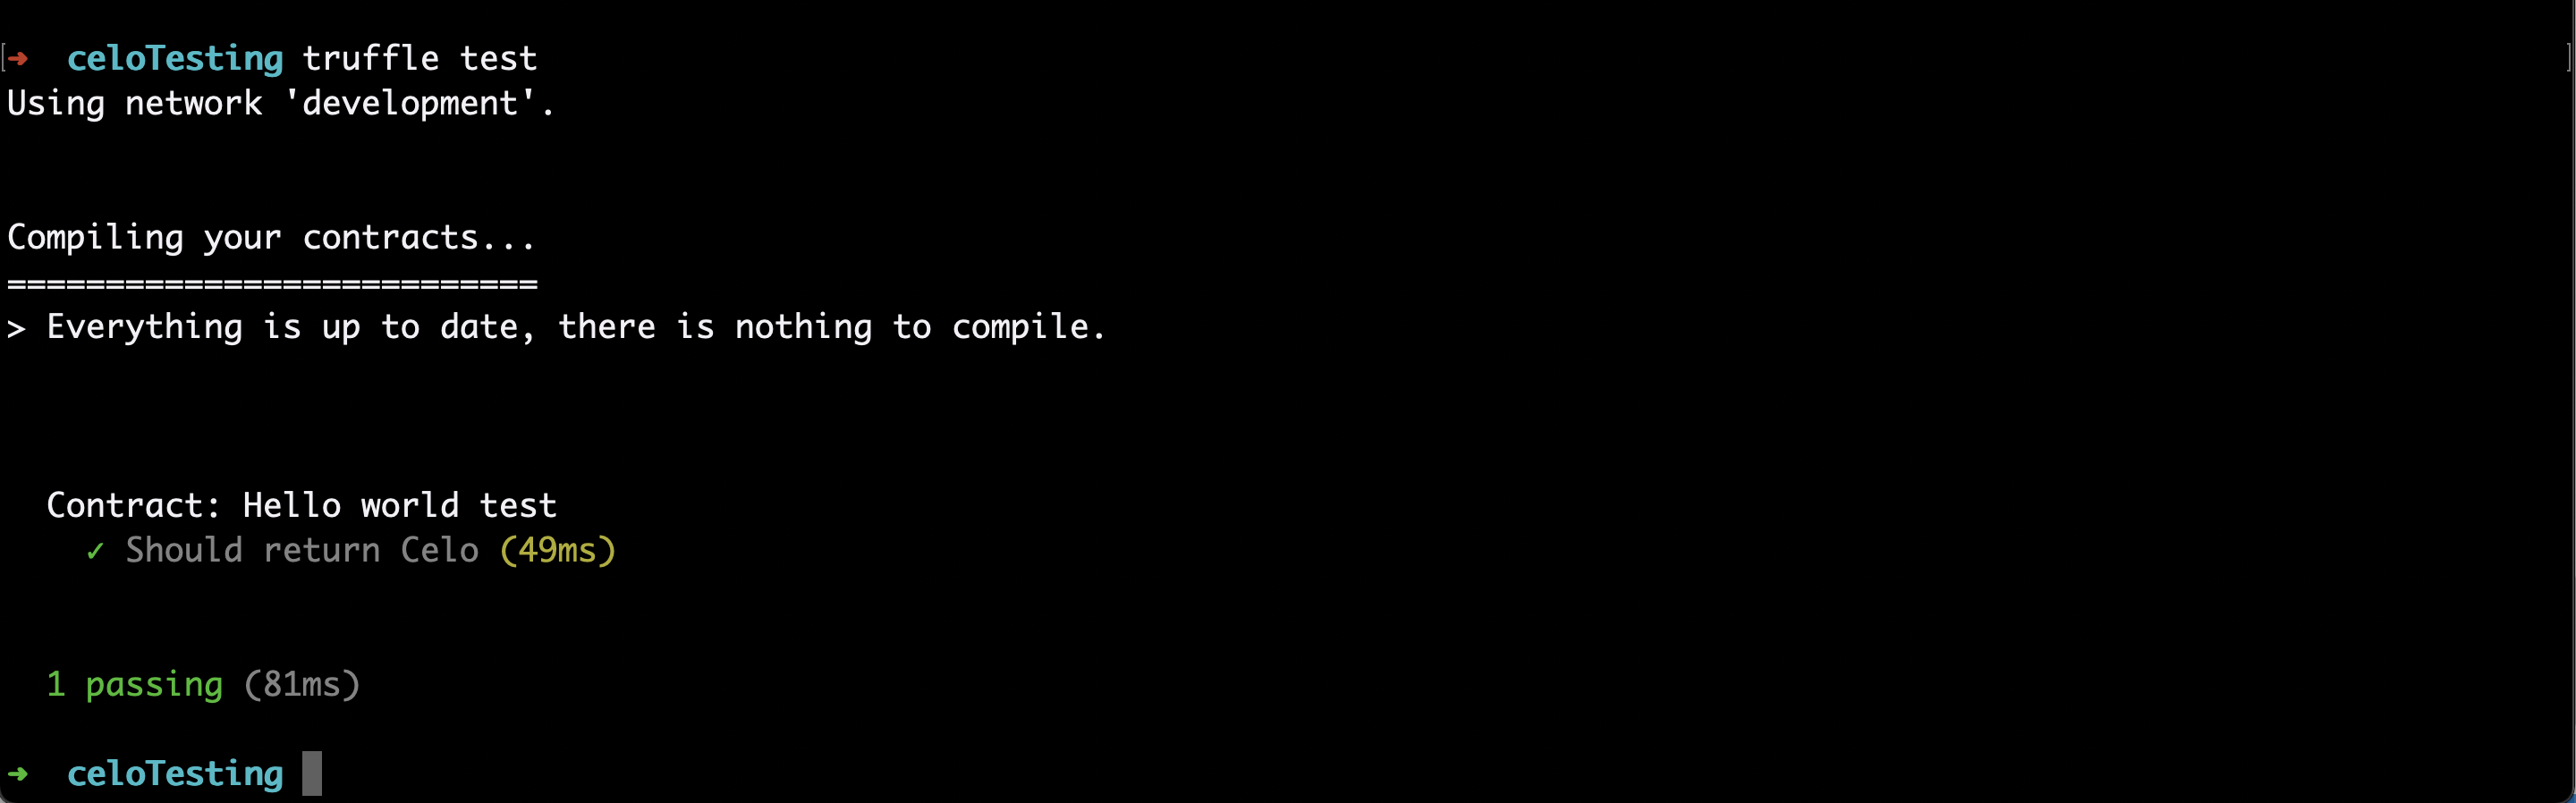 [➜  celoTesting truffle test ]
Using network 'development'.
Compiling your contracts...
===========================
> Everything is up to date, there is nothing to compile.
Contract: Hello world test
✓ Should return Celo (49ms)
1 passing (81ms)
➜  celoTesting